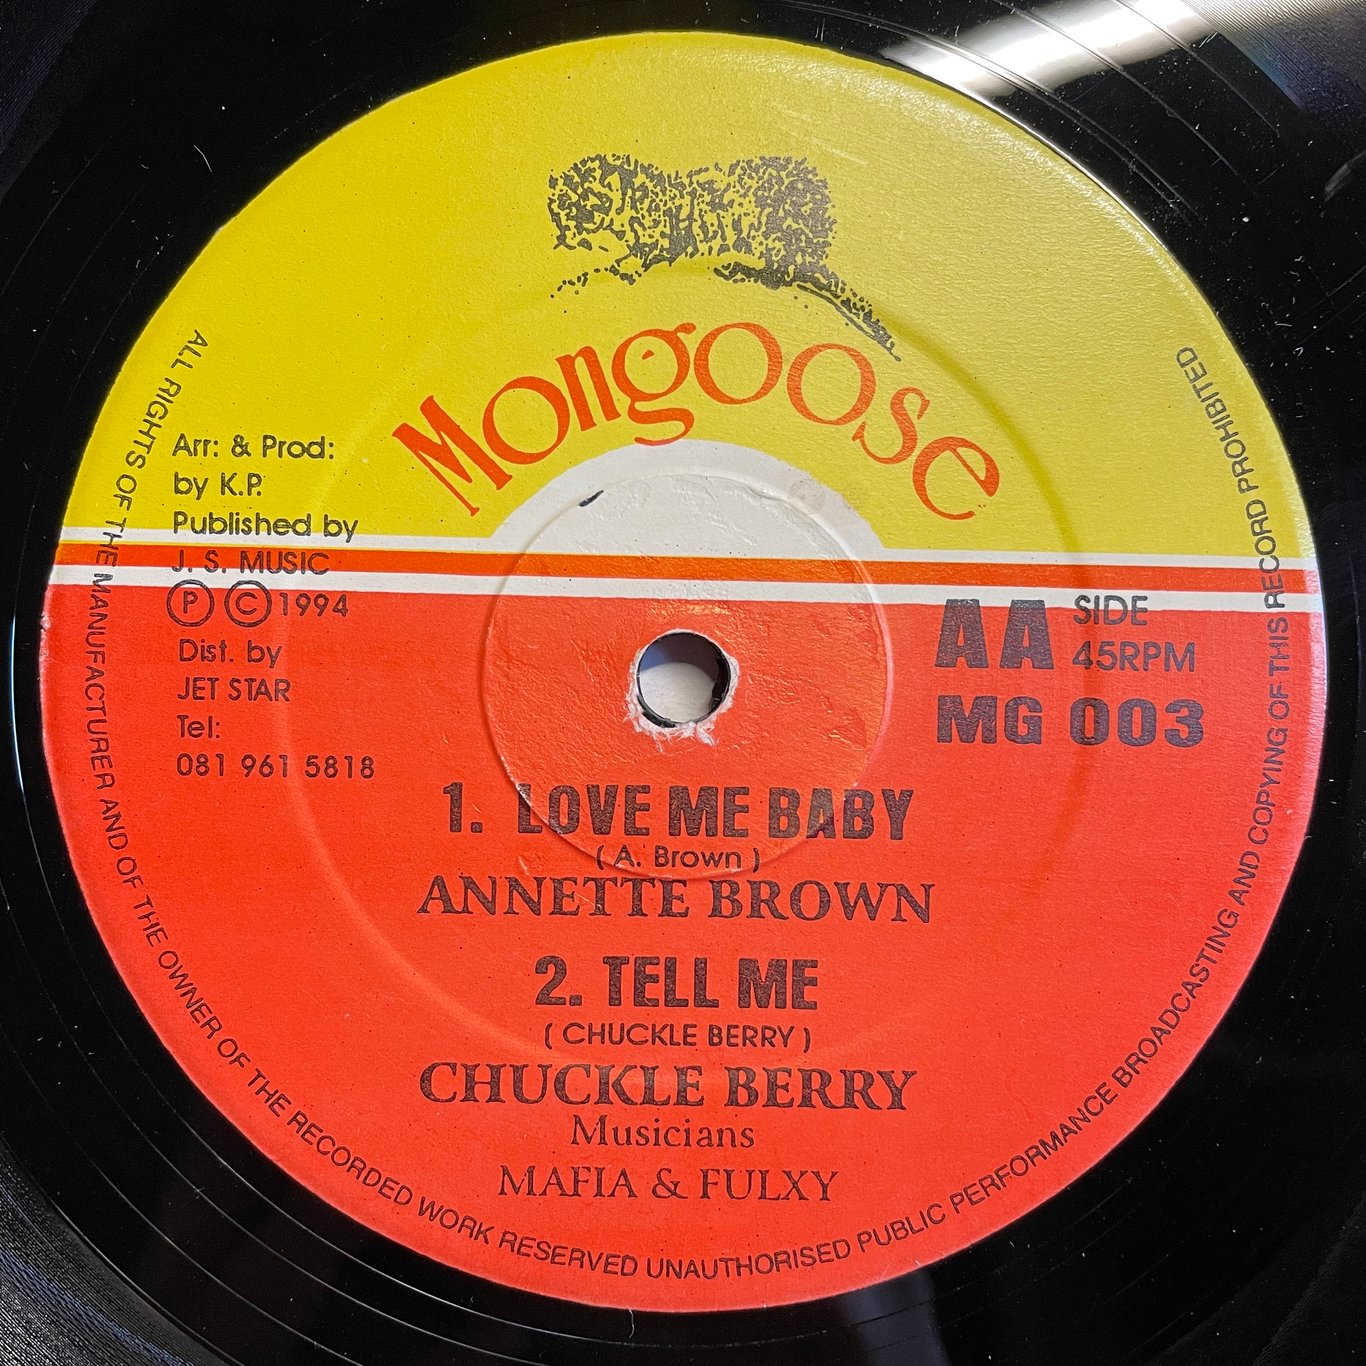 Mongoose
Arr: & Prod:
by K.P.
Published by
J. S. MUSIC
Ⓟ © 1994
Dist. by
JET STAR
Tel:
081 961 5818
AA SIDE
45RPM
MG 003
1. LOVE ME BABY
( A. Brown )
ANNETTE BROWN
2. TELL ME
( CHUCKLE BERRY )
CHUCKLE BERRY
Musicians
MAFIA & FULXY
ALL RIGHTS OF THE MANUFACTURER AND OF THE OWNER OF THE RECORDED WORK RESERVED UNAUTHORISED PUBLIC PERFORMANCE BROADCASTING AND COPYING OF THIS RECORD PROHIBITED